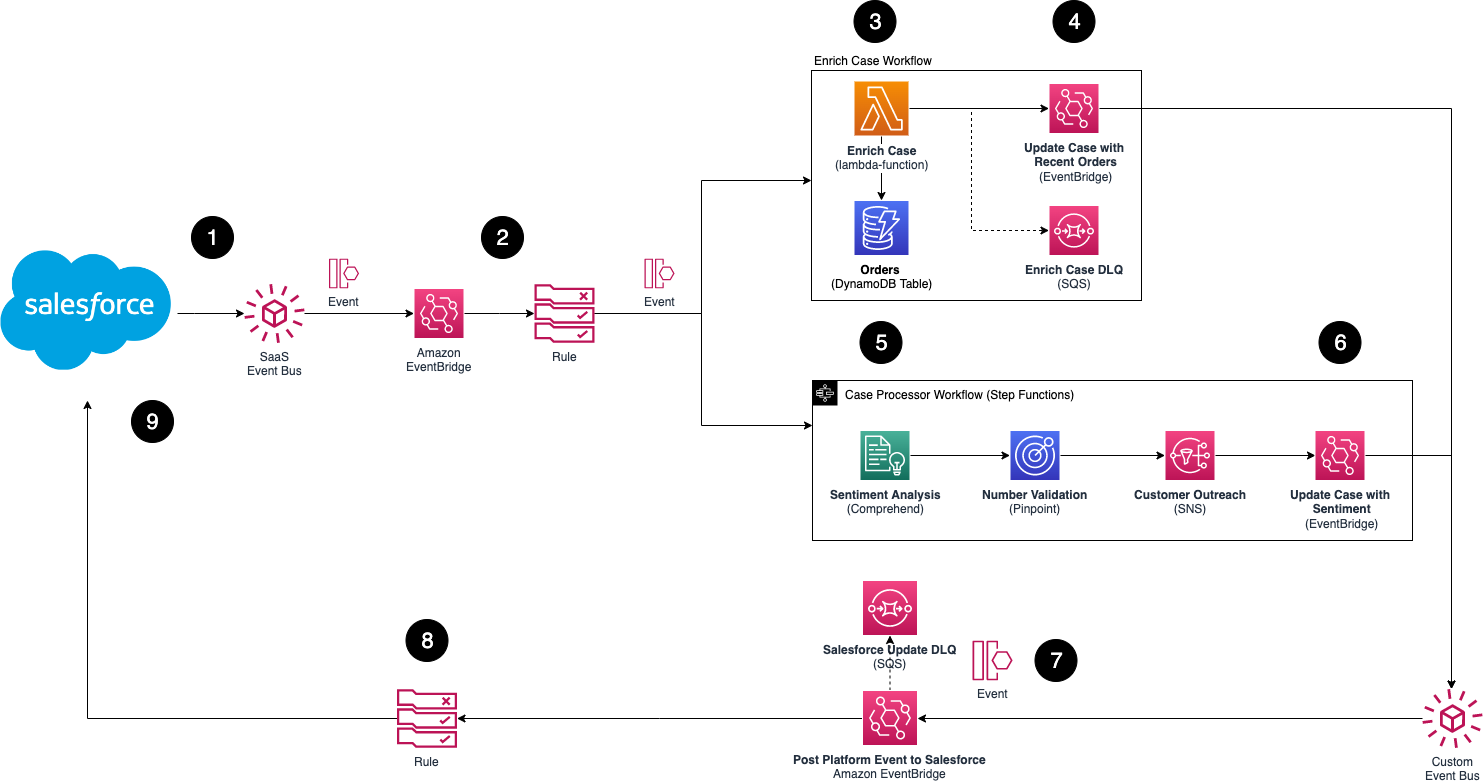 3
4
Enrich Case Workflow
Enrich Case
(lambda-function)
Update Case with
Recent Orders
(EventBridge)
Orders
(DynamoDB Table)
Enrich Case DLQ
(SQS)
1
2
salesforce
Event
Event
SaaS
Event Bus
Amazon
EventBridge
Rule
5
6
Case Processor Workflow (Step Functions)
Sentiment Analysis
(Comprehend)
Number Validation
(Pinpoint)
Customer Outreach
(SNS)
Update Case with
Sentiment
(EventBridge)
9
8
Salesforce Update DLQ
(SQS)
7
Event
Rule
Post Platform Event to Salesforce
Amazon EventBridge
Custom
Event Bus